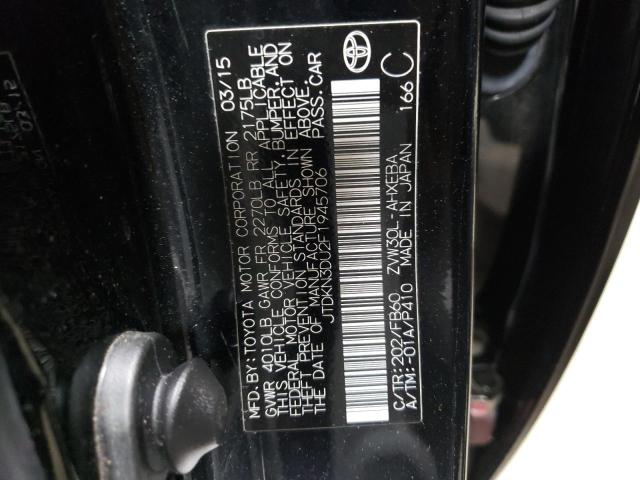 MFD.BY:TOYOTA MOTOR CORPORATION 03/15
GVWR 4010LB GAWR FR 2270LB RR 2175LB
THIS VEHICLE CONFORMS TO ALL APPLICABLE
FEDERAL MOTOR VEHICLE SAFETY, BUMPER, AND
THEFT PREVENTION STANDARDS IN EFFECT ON
THE DATE OF MANUFACTURE SHOWN ABOVE.
JTDKN3DU2F1945706 PASS.CAR
C/TR:202/FB60 ZVW30L-AHXEBA
A/TM:-01A/P410 MADE IN JAPAN 166 C